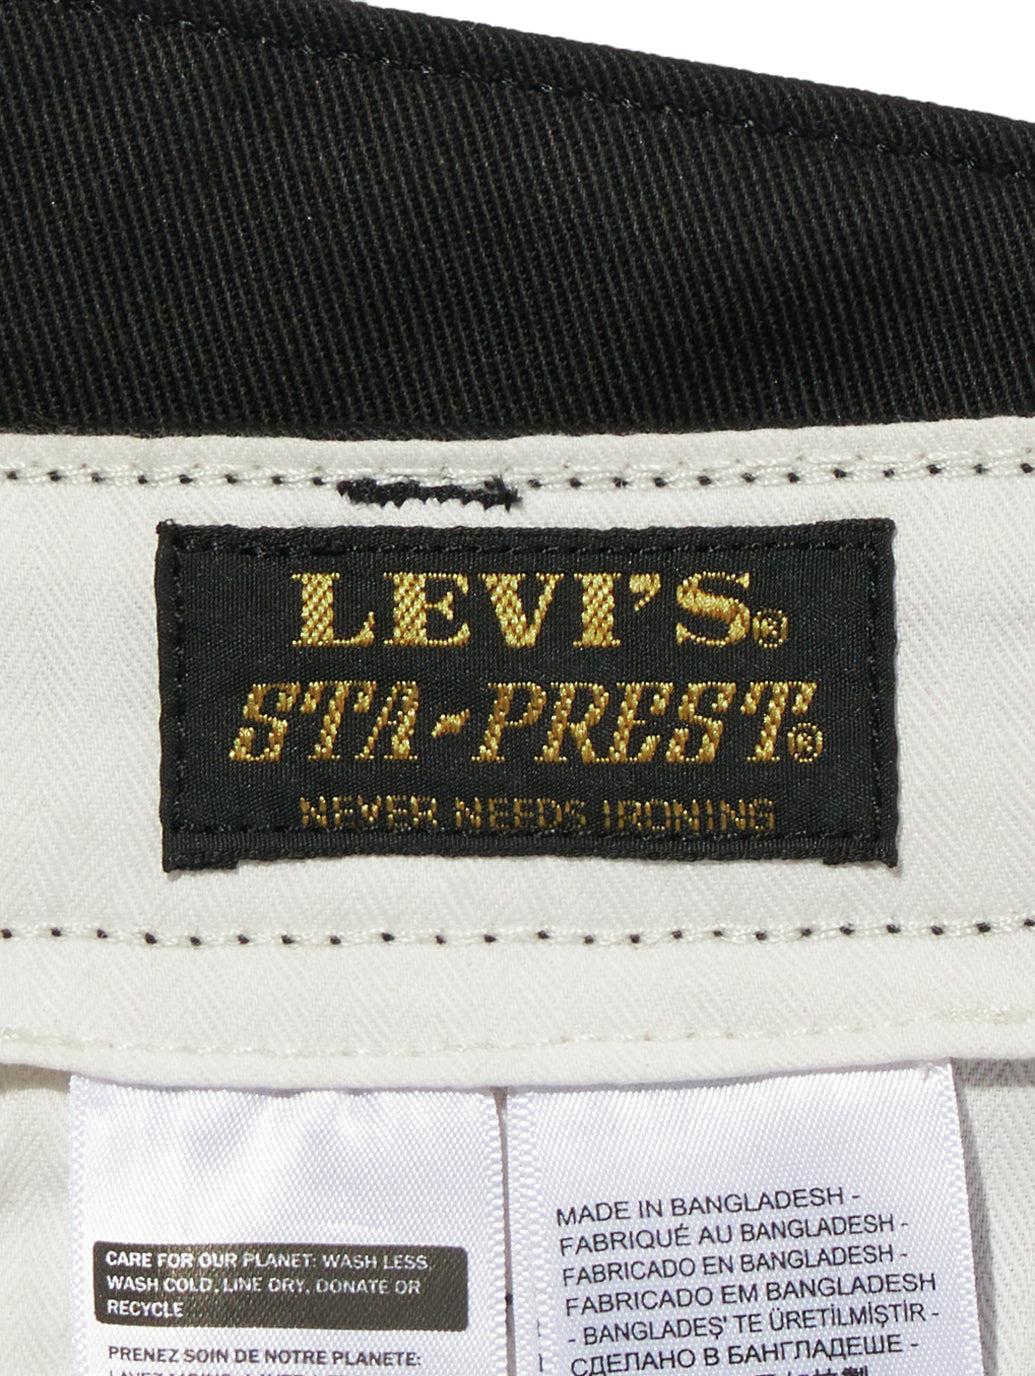 LEVI'S®
STA-PREST®
NEVER NEEDS IRONING
CARE FOR OUR PLANET: WASH LESS,
WASH COLD, LINE DRY, DONATE OR
RECYCLE
PRENEZ SOIN DE NOTRE PLANETE:
MADE IN BANGLADESH -
FABRIQUÉ AU BANGLADESH -
FABRICADO EN BANGLADESH -
FABRICADO EM BANGLADESH
- BANGLADEŞ' TE ÜRETİLMİŞTİR -
СДЕЛАНО В БАНГЛАДЕШЕ -